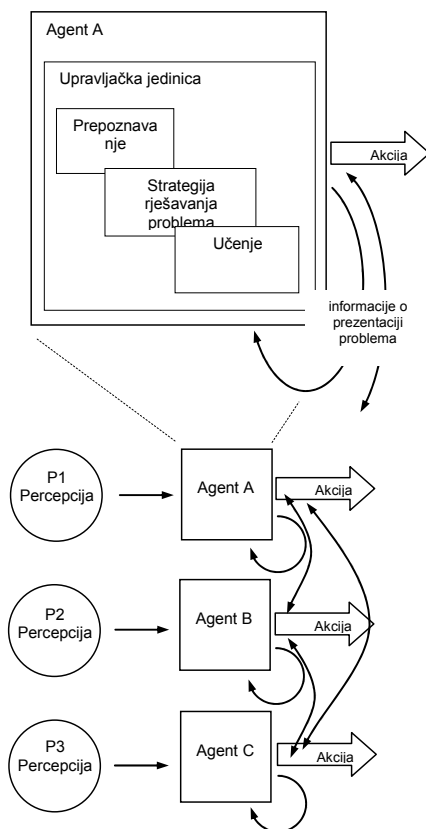 Agent A
Upravljačka jedinica
Prepoznava
nje
Strategija
rješavanja
problema
Učenje
Akcija
informacije o
prezentaciji
problema
P1
Percepcija
Agent A
Akcija
P2
Percepcija
Agent B
Akcija
P3
Percepcija
Agent C
Akcija